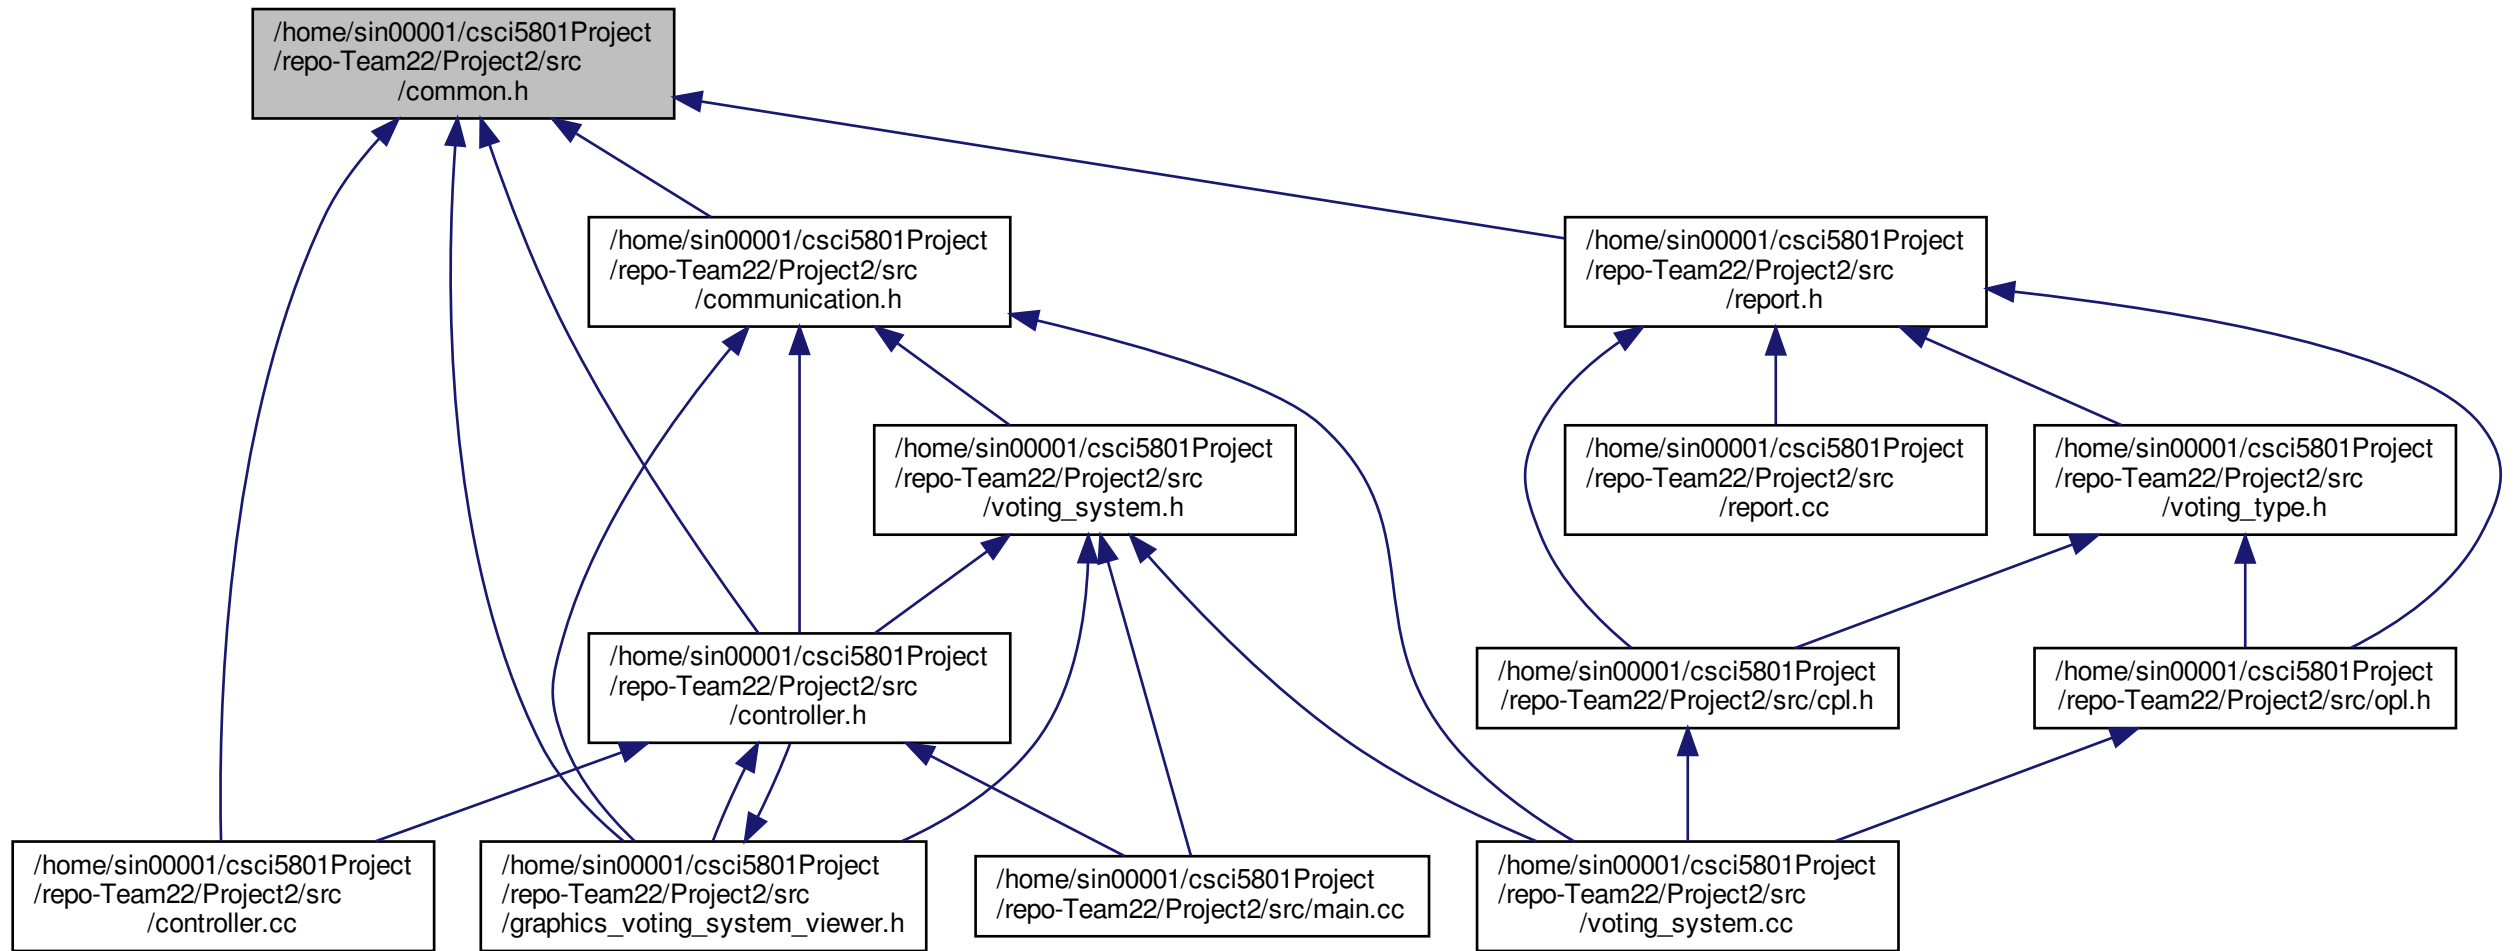 /home/sin00001/csci5801Project
/repo-Team22/Project2/src
/common.h
/home/sin00001/csci5801Project
/repo-Team22/Project2/src
/communication.h
/home/sin00001/csci5801Project
/repo-Team22/Project2/src
/report.h
/home/sin00001/csci5801Project
/repo-Team22/Project2/src
/voting_system.h
/home/sin00001/csci5801Project
/repo-Team22/Project2/src
/report.cc
/home/sin00001/csci5801Project
/repo-Team22/Project2/src
/voting_type.h
/home/sin00001/csci5801Project
/repo-Team22/Project2/src
/controller.h
/home/sin00001/csci5801Project
/repo-Team22/Project2/src/cpl.h
/home/sin00001/csci5801Project
/repo-Team22/Project2/src/opl.h
/home/sin00001/csci5801Project
/repo-Team22/Project2/src
/controller.cc
/home/sin00001/csci5801Project
/repo-Team22/Project2/src
/graphics_voting_system_viewer.h
/home/sin00001/csci5801Project
/repo-Team22/Project2/src/main.cc
/home/sin00001/csci5801Project
/repo-Team22/Project2/src
/voting_system.cc